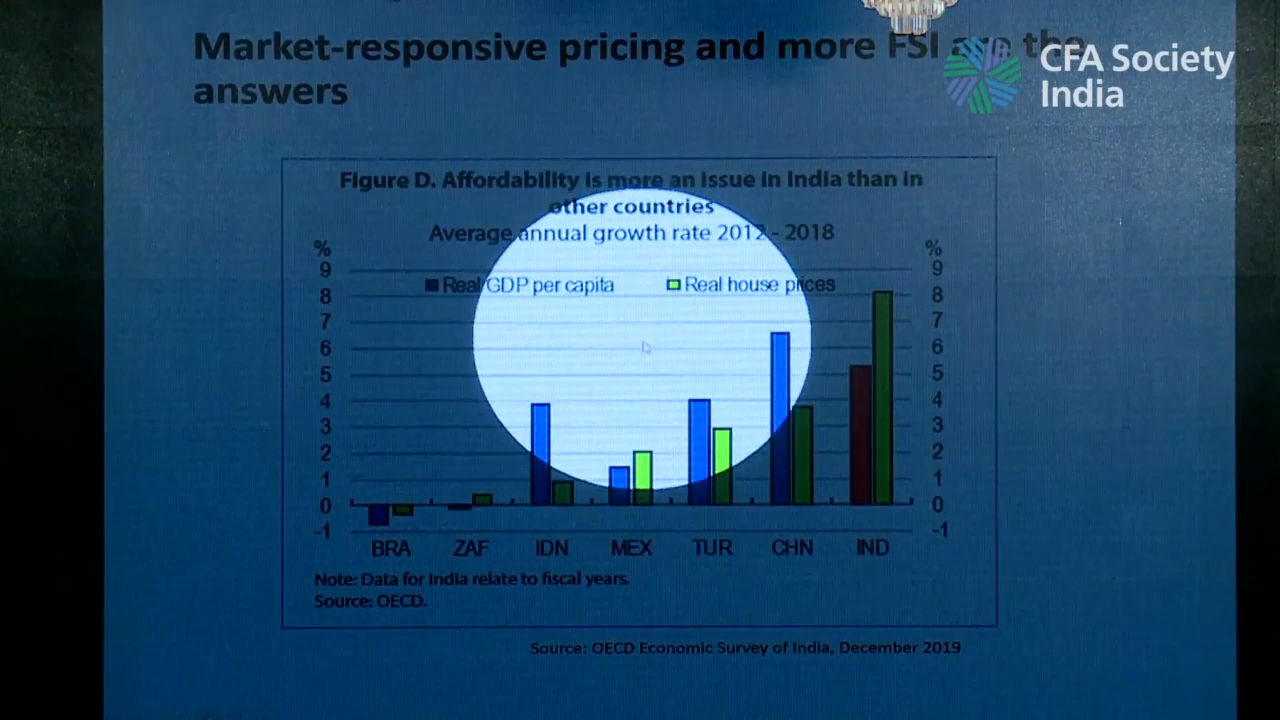 Market-responsive pricing and more FSI are the
answers
CFA Society
India
Figure D. Affordability is more an issue in India than in
other countries
Average annual growth rate 2012 - 2018
% %
Real GDP per capita Real house prices
9 9
8 8
7 7
6 6
5 5
4 4
3 3
2 2
1 1
0 0
-1 -1
BRA ZAF IDN MEX TUR CHN IND
Note: Data for India relate to fiscal years.
Source: OECD.
Source: OECD Economic Survey of India, December 2019